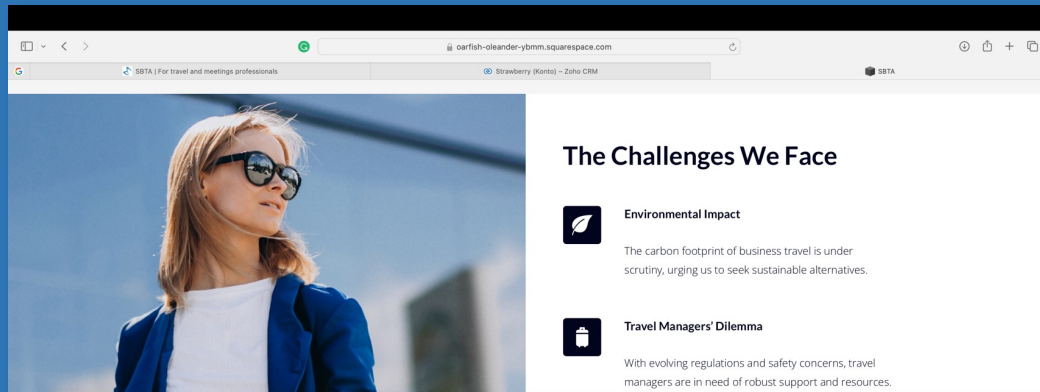 oarfish-oleander-ybmm.squarespace.com
G
SBTA | For travel and meetings professionals
Strawberry (Konto) – Zoho CRM
SBTA
The Challenges We Face
Environmental Impact
The carbon footprint of business travel is under
scrutiny, urging us to seek sustainable alternatives.
Travel Managers’ Dilemma
With evolving regulations and safety concerns, travel
managers are in need of robust support and resources.